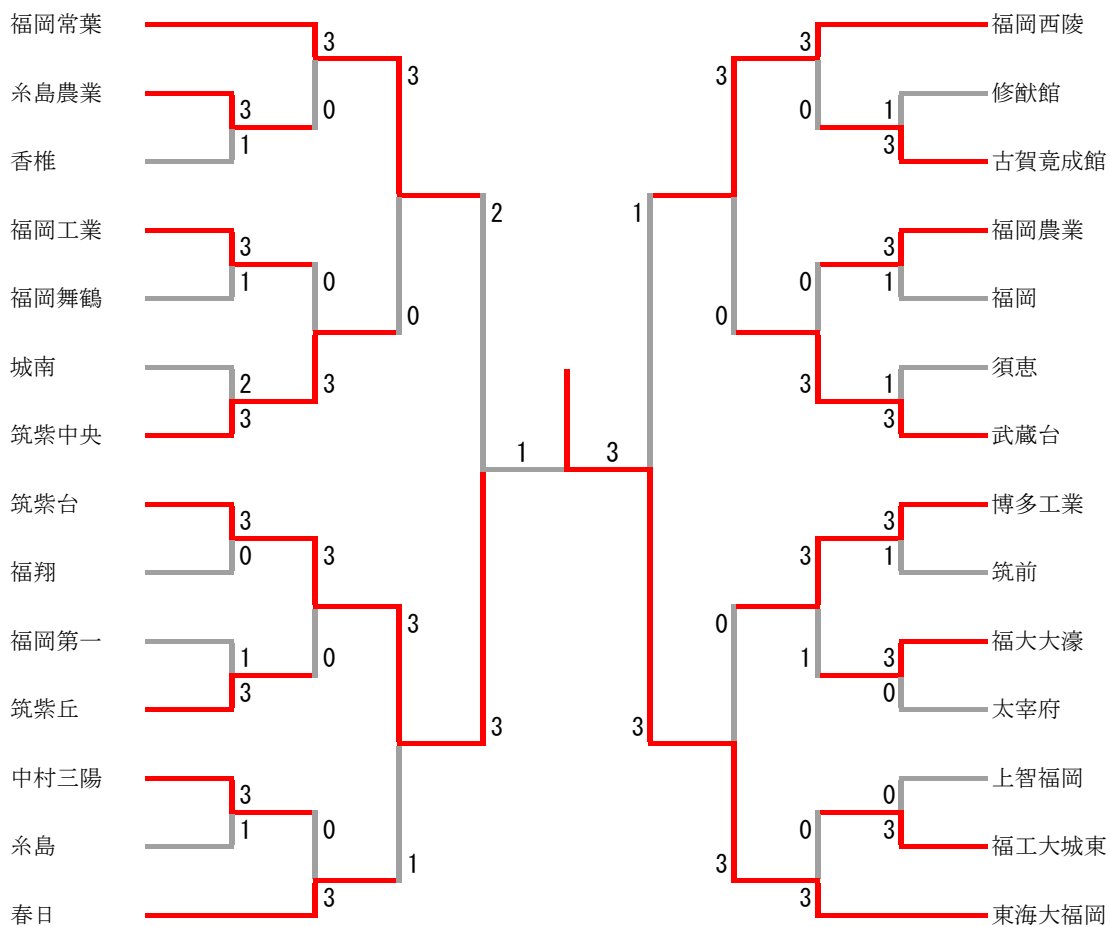 福岡常葉
糸島農業
香椎
福岡工業
福岡舞鶴
城南
筑紫中央
筑紫台
福翔
福岡第一
筑紫丘
中村三陽
糸島
春日
3
0
3
1
3
1
0
3
2
3
3
0
3
0
1
3
3
1
0
3
3
0
3
1
2
3
1
3
1
3
3
0
0
3
3
0
0
3
3
1
0
3
1
3
3
1
1
3
3
1
3
0
0
3
福岡西陵
修猷館
古賀竟成館
福岡農業
福岡
須恵
武蔵台
博多工業
筑前
福大大濠
太宰府
上智福岡
福工大城東
東海大福岡